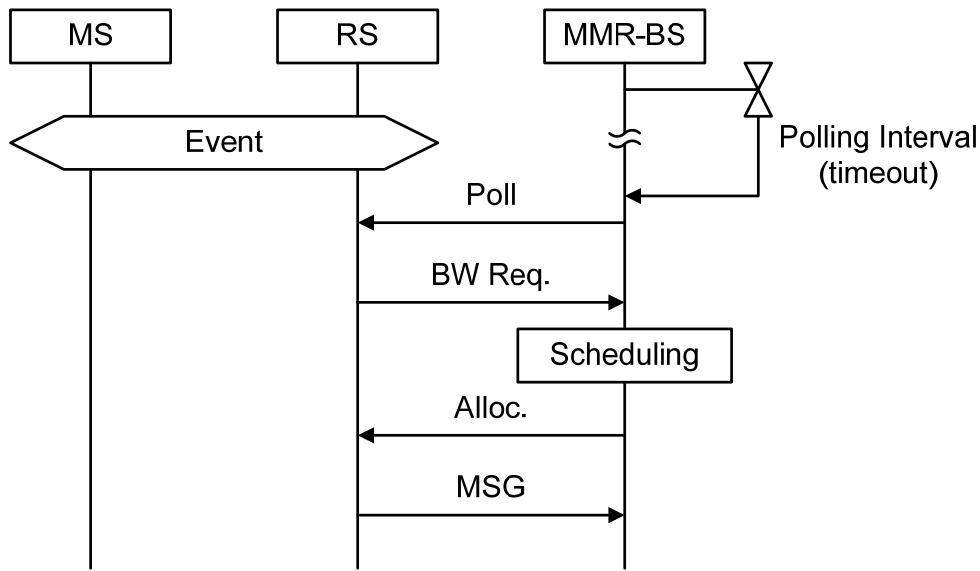 MS
RS
MMR-BS
Event
Polling Interval
(timeout)
Poll
BW Req.
Scheduling
Alloc.
MSG